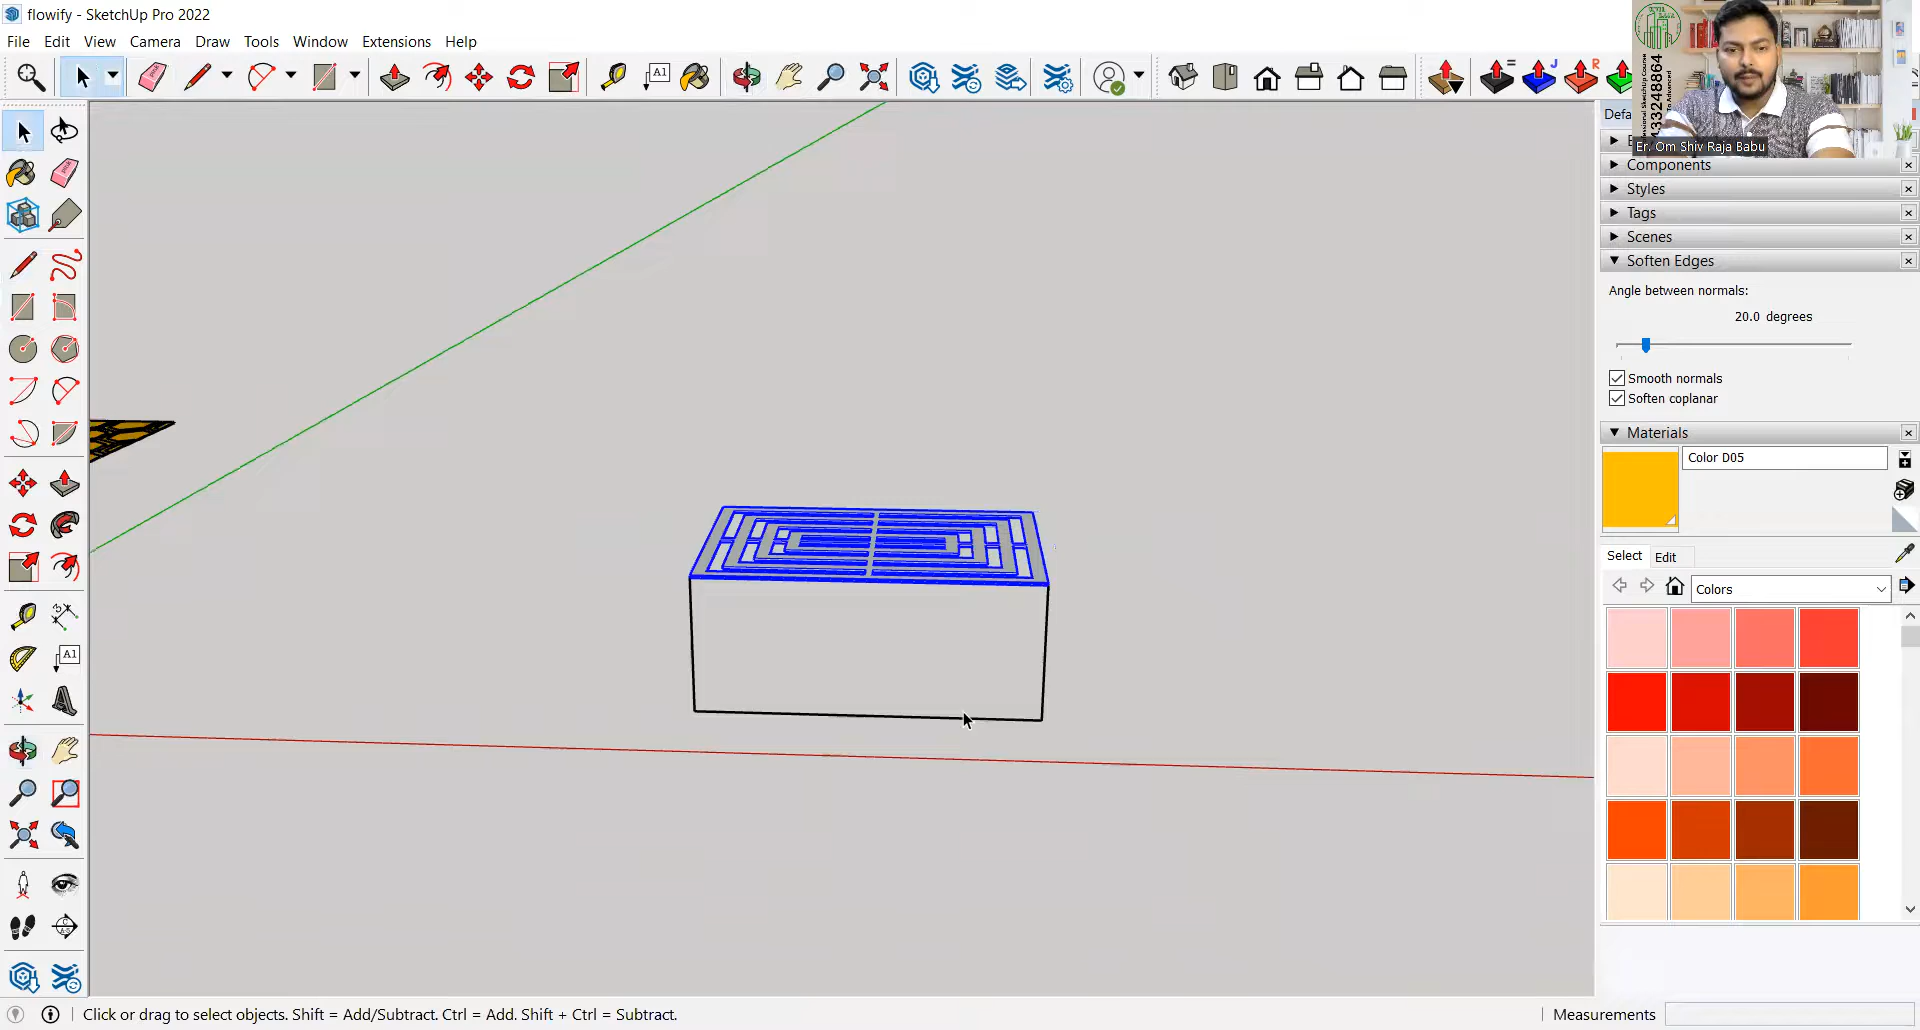 flowify - SketchUp Pro 2022
File Edit View Camera Draw Tools Window Extensions Help
A1
=
J
R
Defa
Er. Om Shiv Raja Babu
Components
Styles
Tags
Scenes
Soften Edges
Angle between normals:
20.0 degrees
Smooth normals
Soften coplanar
Materials
Color D05
Select Edit
Colors
A1
Click or drag to select objects. Shift = Add/Subtract. Ctrl = Add. Shift + Ctrl = Subtract.
Measurements